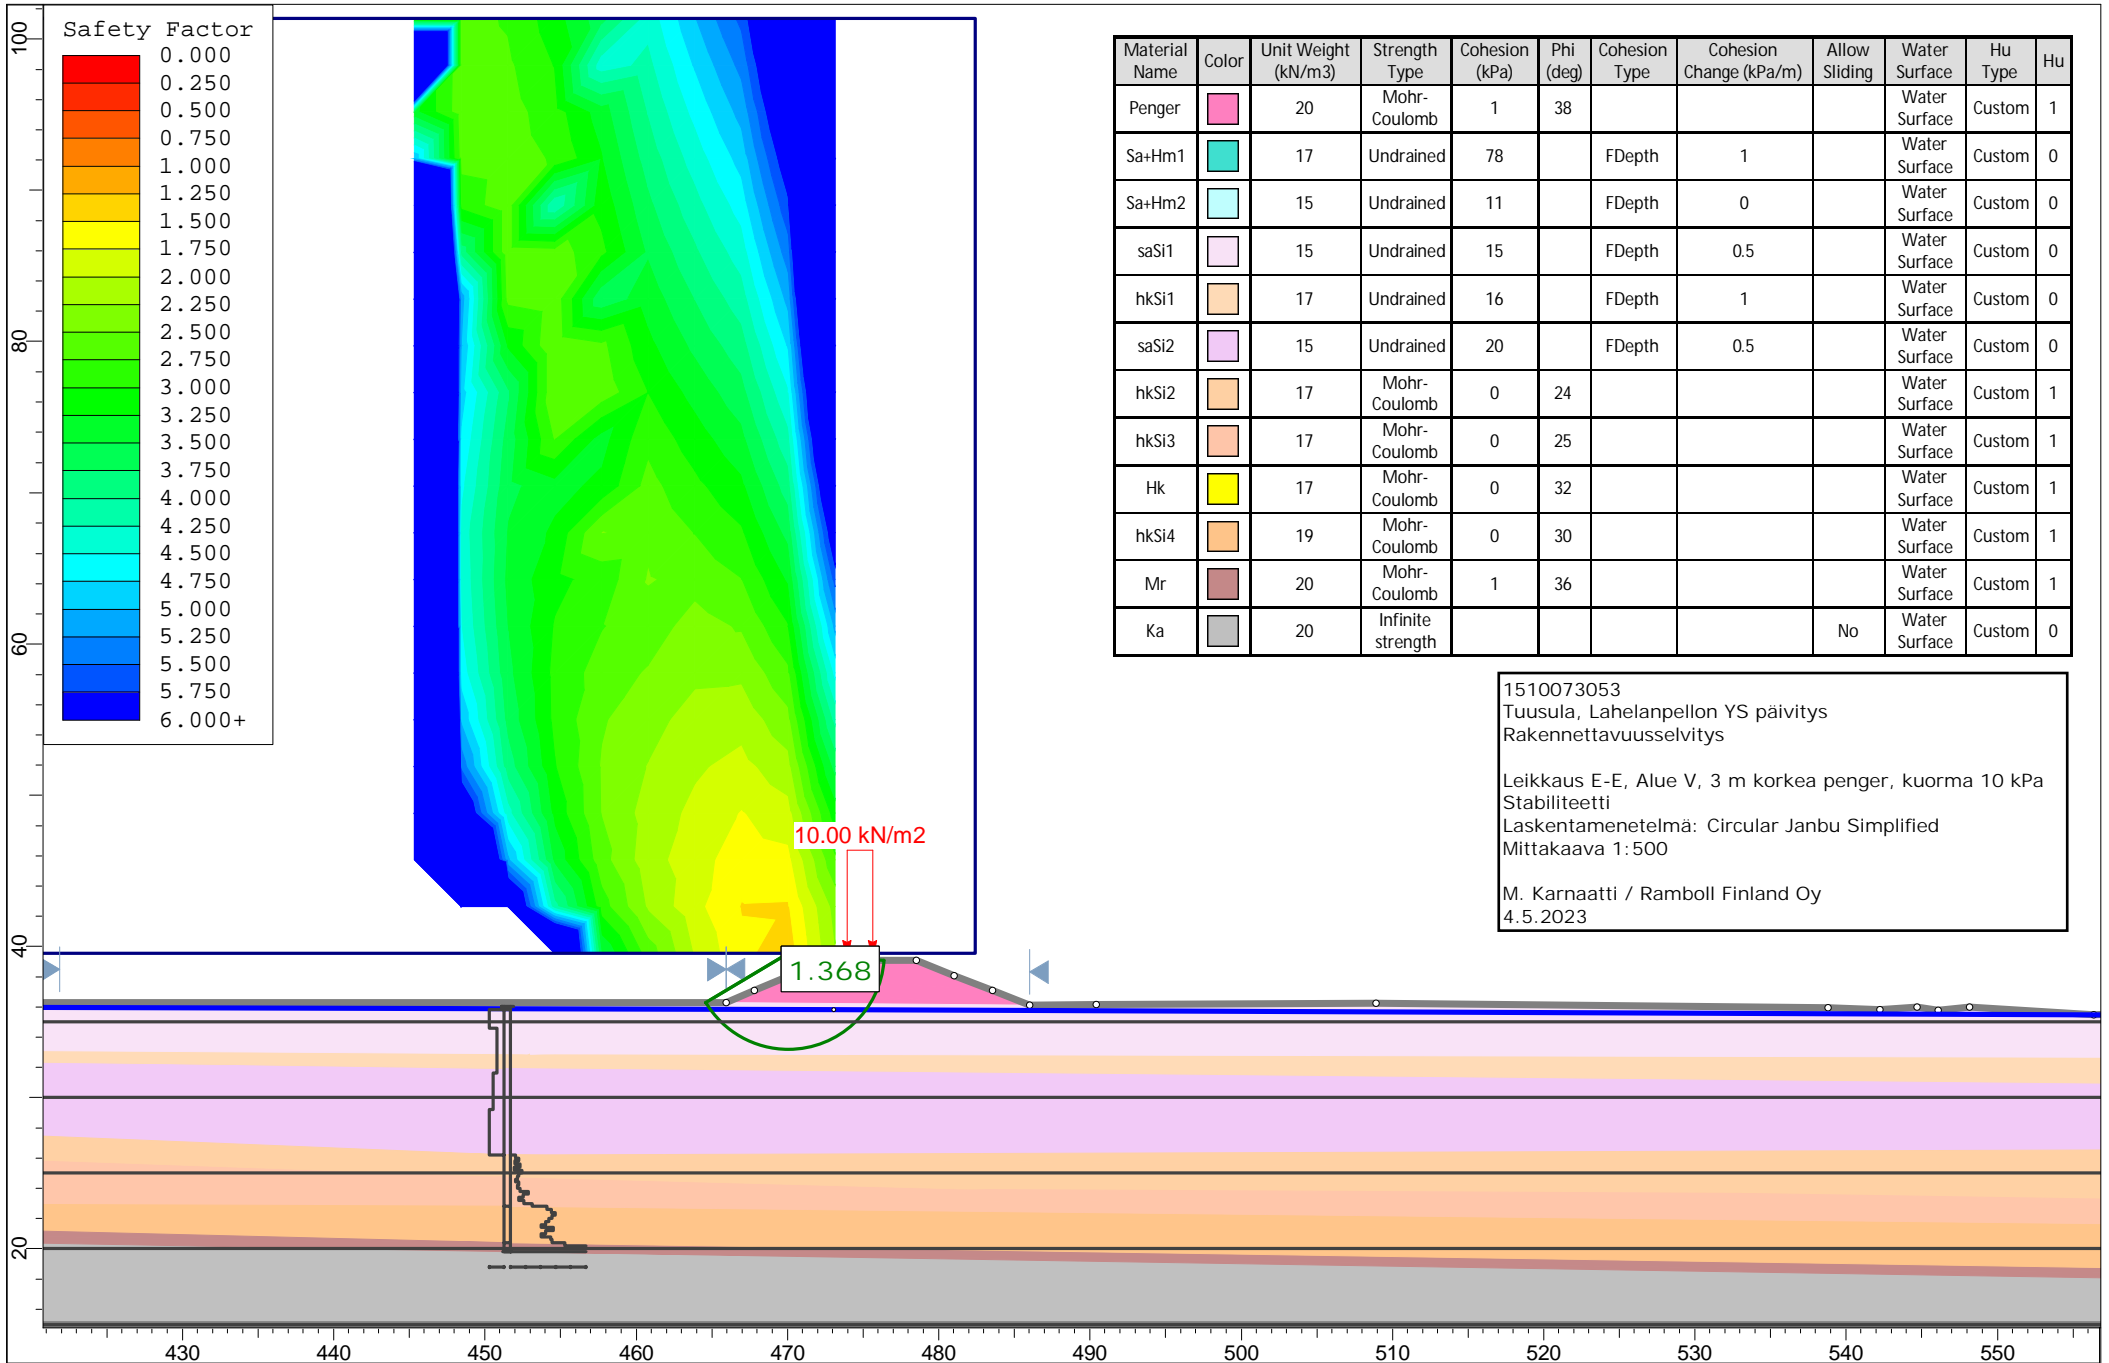 Safety Factor
0.000
0.250
0.500
0.750
1.000
1.250
1.500
1.750
2.000
2.250
2.500
2.750
3.000
3.250
3.500
3.750
4.000
4.250
4.500
4.750
5.000
5.250
5.500
5.750
6.000+
Material Name Color Unit Weight (kN/m3) Strength Type Cohesion (kPa) Phi (deg) Cohesion Type Cohesion Change (kPa/m) Allow Sliding Water Surface Hu Type Hu
Penger 20 Mohr-Coulomb 1 38 Water Surface Custom 1
Sa+Hm1 17 Undrained 78 FDepth 1 Water Surface Custom 0
Sa+Hm2 15 Undrained 11 FDepth 0 Water Surface Custom 0
saSi1 15 Undrained 15 FDepth 0.5 Water Surface Custom 0
hkSi1 17 Undrained 16 FDepth 1 Water Surface Custom 0
saSi2 15 Undrained 20 FDepth 0.5 Water Surface Custom 0
hkSi2 17 Mohr-Coulomb 0 24 Water Surface Custom 1
hkSi3 17 Mohr-Coulomb 0 25 Water Surface Custom 1
Hk 17 Mohr-Coulomb 0 32 Water Surface Custom 1
hkSi4 19 Mohr-Coulomb 0 30 Water Surface Custom 1
Mr 20 Mohr-Coulomb 1 36 Water Surface Custom 1
Ka 20 Infinite strength No Water Surface Custom 0
1510073053
Tuusula, Lahelanpellon YS päivitys
Rakennettavuusselvitys
Leikkaus E-E, Alue V, 3 m korkea penger, kuorma 10 kPa
Stabiliteetti
Laskentamenetelmä: Circular Janbu Simplified
Mittakaava 1:500
M. Karnaatti / Ramboll Finland Oy
4.5.2023
10.00 kN/m2
1.368
100
80
60
40
20
430 440 450 460 470 480 490 500 510 520 530 540 550